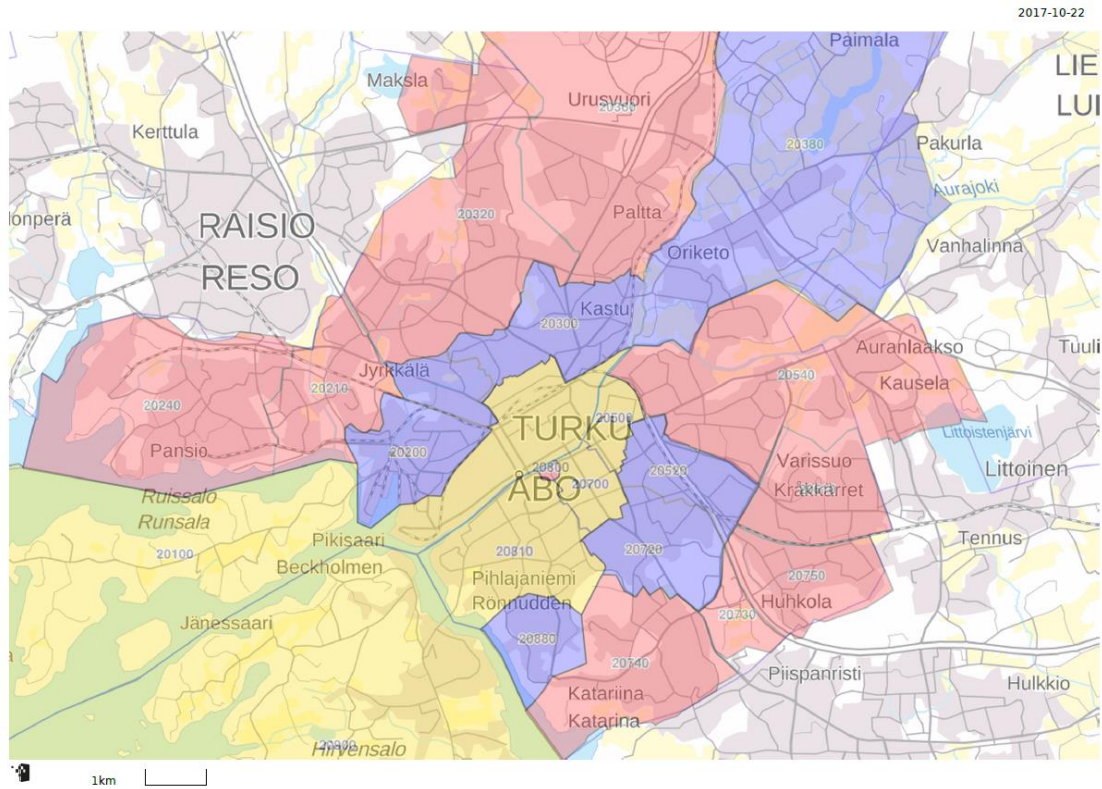 2017-10-22
Paimala
LIE
Maksla
LUI
Urusvuori
Kerttula
20380
Pakurla
Aurajoki
onperä
20320
Paltta
RAISIO
Vanhalinna
Oriketo
RESO
Kastu
20300
Tuuli
Auranlaakso
Jyrkkälä
20540
Kausela
20210
20240
20500
TURKU
Littoistenjärvi
Pansio
20200
Varissuo
20520
20800
Littoinen
ÅBO
20700
Kråkkärret
Ruissalo
Runsala
Pikisaari
Tennus
20100
20810
20720
Beckholmen
Pihlajaniemi
20750
Rönnudden
Huhkola
20730
Jänessaari
20880
20740
Piispanristi
Hulkkio
Katariina
Katarina
Hirvensalo
1km